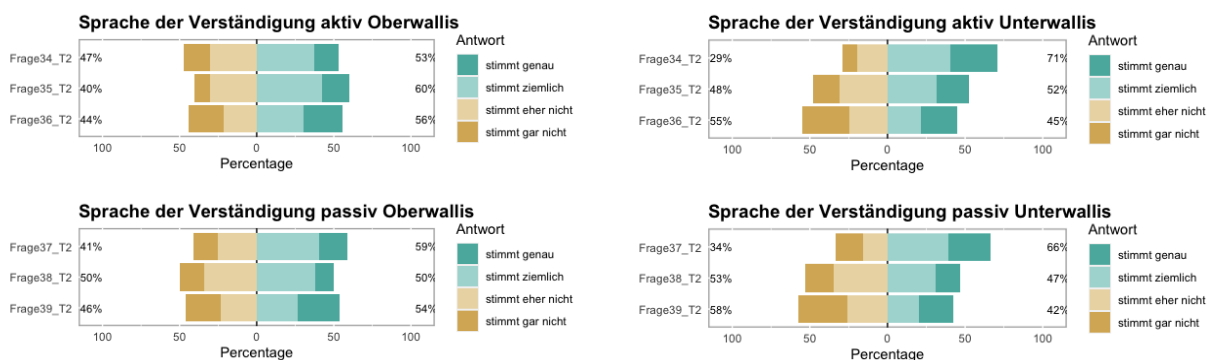 Sprache der Verständigung aktiv Oberwallis
Frage34_T2 47% 53%
Frage35_T2 40% 60%
Frage36_T2 44% 56%
100 50 0 50 100
Percentage
Antwort
stimmt genau
stimmt ziemlich
stimmt eher nicht
stimmt gar nicht
Sprache der Verständigung aktiv Unterwallis
Frage34_T2 29% 71%
Frage35_T2 48% 52%
Frage36_T2 55% 45%
100 50 0 50 100
Percentage
Antwort
stimmt genau
stimmt ziemlich
stimmt eher nicht
stimmt gar nicht
Sprache der Verständigung passiv Oberwallis
Frage37_T2 41% 59%
Frage38_T2 50% 50%
Frage39_T2 46% 54%
100 50 0 50 100
Percentage
Antwort
stimmt genau
stimmt ziemlich
stimmt eher nicht
stimmt gar nicht
Sprache der Verständigung passiv Unterwallis
Frage37_T2 34% 66%
Frage38_T2 53% 47%
Frage39_T2 58% 42%
100 50 0 50 100
Percentage
Antwort
stimmt genau
stimmt ziemlich
stimmt eher nicht
stimmt gar nicht